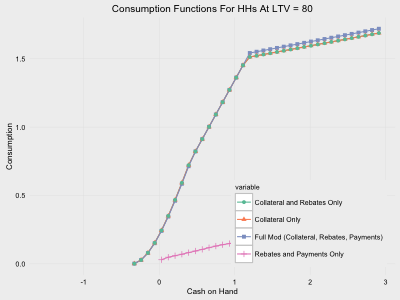 Consumption Functions For HHs At LTV = 80
Consumption
1.5
1.0
0.5
0.0
-1
0
1
2
3
Cash on Hand
variable
Collateral and Rebates Only
Collateral Only
Full Mod (Collateral, Rebates, Payments)
Rebates and Payments Only